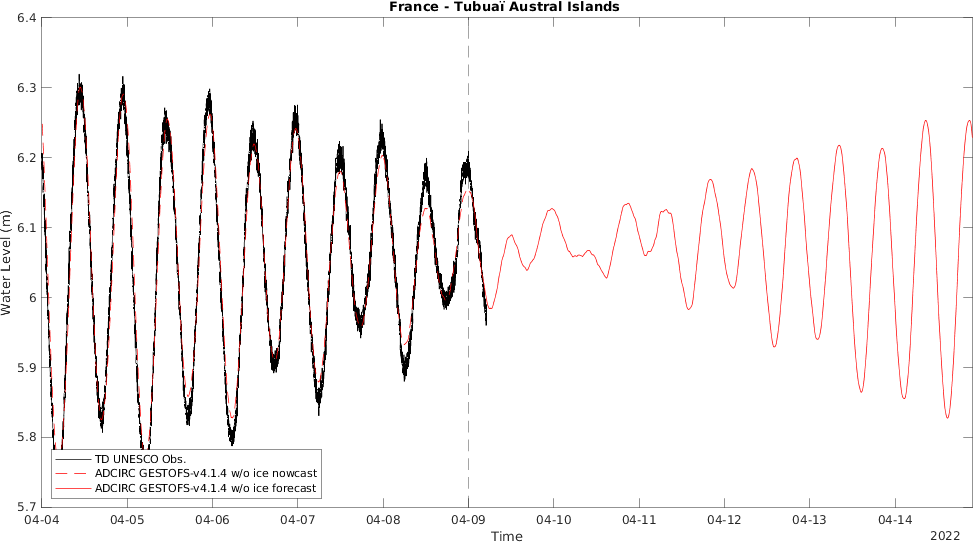 France - Tubuaï Austral Islands
6.4
6.3
6.2
6.1
6
5.9
5.8
5.7
Water Level (m)
TD UNESCO Obs.
ADCIRC GESTOFS-v4.1.4 w/o ice nowcast
ADCIRC GESTOFS-v4.1.4 w/o ice forecast
04-04 04-05 04-06 04-07 04-08 04-09 04-10 04-11 04-12 04-13 04-14
Time
2022